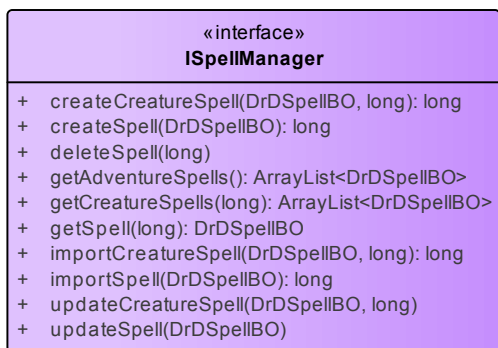 «interface»
ISpellManager
+ createCreatureSpell(DrDSpellBO, long): long
+ createSpell(DrDSpellBO): long
+ deleteSpell(long)
+ getAdventureSpells(): ArrayList<DrDSpellBO>
+ getCreatureSpells(long): ArrayList<DrDSpellBO>
+ getSpell(long): DrDSpellBO
+ importCreatureSpell(DrDSpellBO, long): long
+ importSpell(DrDSpellBO): long
+ updateCreatureSpell(DrDSpellBO, long)
+ updateSpell(DrDSpellBO)